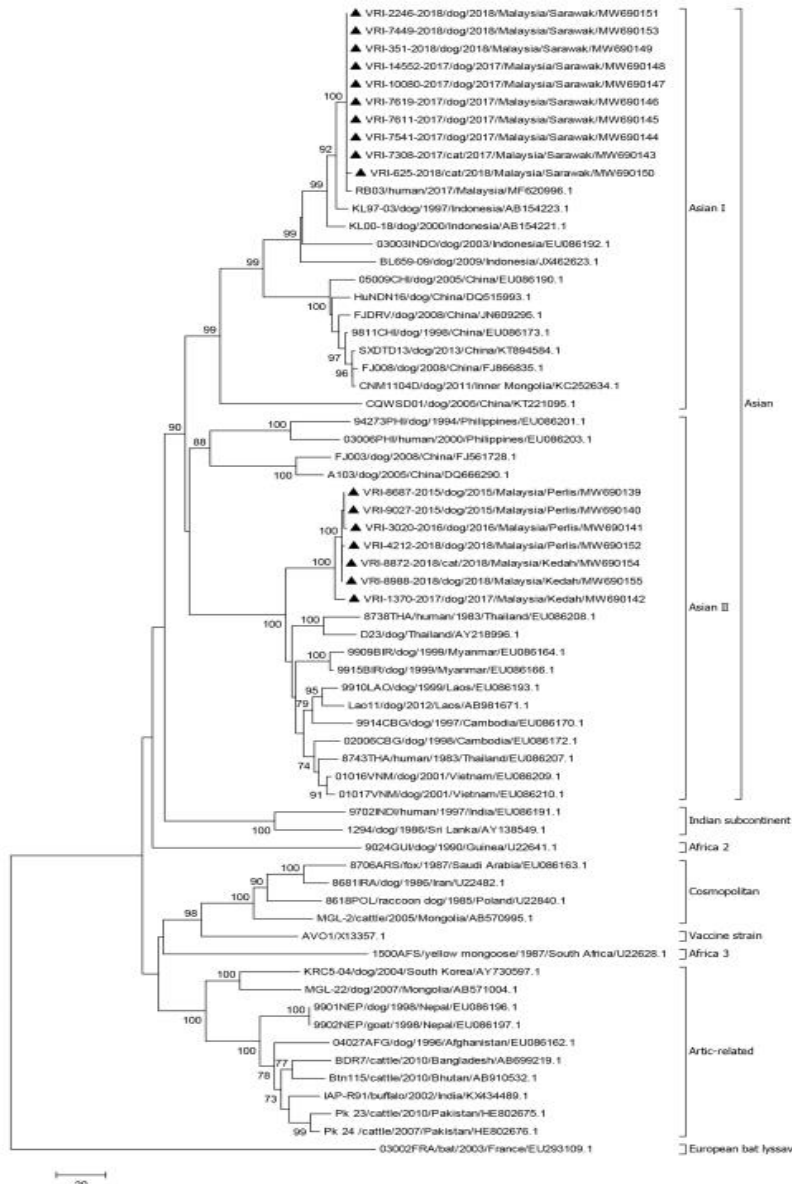 VRI-2246-2018/dog/2018/Malaysia/Sarawak/MW690151
VRI-7449-2018/dog/2018/Malaysia/Sarawak/MW690153
VRI-351-2018/dog/2018/Malaysia/Sarawak/MW690149
VRI-14552-2017/dog/2017/Malaysia/Sarawak/MW690148
VRI-10080-2017/dog/2017/Malaysia/Sarawak/MW690147
100
VRI-7619-2017/dog/2017/Malaysia/Sarawak/MW690146
VRI-7611-2017/dog/2017/Malaysia/Sarawak/MW690145
VRI-7541-2017/dog/2017/Malaysia/Sarawak/MW690144
92
VRI-7308-2017/cat/2017/Malaysia/Sarawak/MW690143
VRI-625-2018/cat/2018/Malaysia/Sarawak/MW690150
99
RB03/human/2017/Malaysia/MF620996.1
KL97-03/dog/1997/Indonesia/AB154223.1
Asian I
KL00-18/dog/2000/Indonesia/AB154221.1
99
03003INDO/dog/2003/Indonesia/EU086192.1
99
BL659-09/dog/2009/Indonesia/JX462623.1
05009CHI/dog/2005/China/EU086190.1
HuNDN16/dog/China/DQ515993.1
100
FJDRV/dog/2008/China/JN609295.1
99
9811CHI/dog/1998/China/EU086173.1
SXDTD13/dog/2013/China/KT894584.1
97
FJ008/dog/2008/China/FJ866835.1
96
CNM1104D/dog/2011/Inner Mongolia/KC252634.1
CQWSD01/dog/2006/China/KT221095.1
Asian
94273PHI/dog/1994/Philippines/EU086201.1
90
03006PHI/human/2000/Philippines/EU086203.1
88
100
FJ003/dog/2008/China/FJ561728.1
A103/dog/2005/China/DQ666290.1
100
VRI-8687-2015/dog/2015/Malaysia/Perlis/MW690139
VRI-9027-2015/dog/2015/Malaysia/Perlis/MW690140
VRI-3020-2016/dog/2016/Malaysia/Perlis/MW690141
100
VRI-4212-2018/dog/2018/Malaysia/Perlis/MW690152
VRI-8872-2018/cat/2018/Malaysia/Kedah/MW690154
100
VRI-8988-2018/dog/2018/Malaysia/Kedah/MW690155
VRI-1370-2017/dog/2017/Malaysia/Kedah/MW690142
Asian II
8738THA/human/1983/Thailand/EU086208.1
100
D23/dog/Thailand/AY218996.1
100
9909BIR/dog/1999/Myanmar/EU086164.1
100
9915BIR/dog/1999/Myanmar/EU086166.1
9910LAO/dog/1999/Laos/EU086193.1
95
Lao11/dog/2012/Laos/AB981671.1
79
9914CBG/dog/1997/Cambodia/EU086170.1
02006CBG/dog/1998/Cambodia/EU086172.1
8743THA/human/1983/Thailand/EU086207.1
74
01016VNM/dog/2001/Vietnam/EU086209.1
91
01017VNM/dog/2001/Vietnam/EU086210.1
9702INDI/human/1997/India/EU086191.1
Indian subcontinent
100
1294/dog/1986/Sri Lanka/AY138549.1
9024GUI/dog/1990/Guinea/U22641.1
Africa 2
8706ARS/fox/1987/Saudi Arabia/EU086163.1
100
90
8681IRA/dog/1986/Iran/U22482.1
Cosmopolitan
100
8618POL/raccoon dog/1985/Poland/U22840.1
98
MGL-2/cattle/2005/Mongolia/AB570995.1
AVO1/X13357.1
Vaccine strain
1500AFS/yellow mongoose/1987/South Africa/U22628.1
Africa 3
KRC5-04/dog/2004/South Korea/AY730597.1
100
MGL-22/dog/2007/Mongolia/AB571004.1
100
9901NEP/dog/1998/Nepal/EU086196.1
100
9902NEP/goat/1998/Nepal/EU086197.1
04027AFG/dog/1996/Afghanistan/EU086162.1
100
Artic-related
BDR7/cattle/2010/Bangladesh/AB699219.1
77
78
Btn115/cattle/2010/Bhutan/AB910532.1
IAP-R91/buffalo/2002/India/KX434489.1
73
Pk 23/cattle/2010/Pakistan/HE802675.1
99
Pk 24 /cattle/2007/Pakistan/HE802676.1
03002FRA/bat/2003/France/EU293109.1
European bat lyssav
20